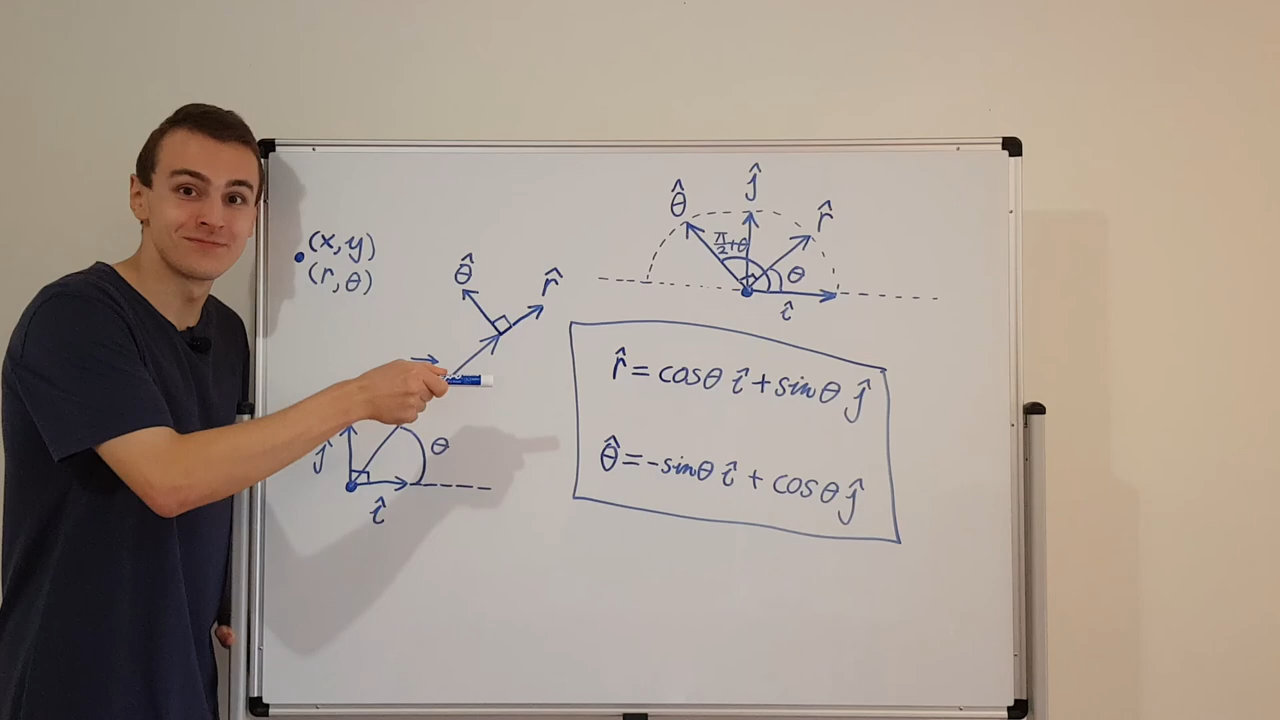 (x, y)
(r, θ)
θ̂
r̂
ĵ
θ
î
θ̂
ĵ
r̂
π/2+θ
θ
î
r̂ = cosθ î + sinθ ĵ
θ̂ = -sinθ î + cosθ ĵ